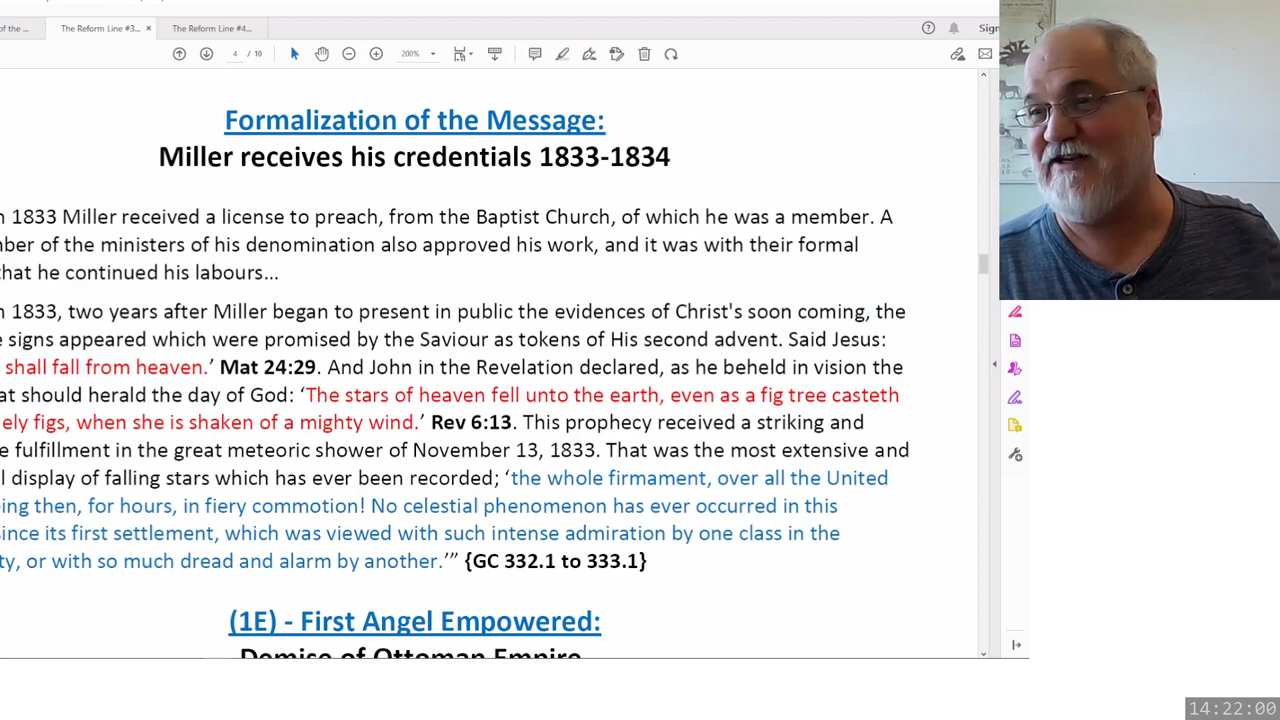 of the ...
The Reform Line #3...
The Reform Line #4...
Sign
4 / 10
200%
Formalization of the Message:
Miller receives his credentials 1833-1834
n 1833 Miller received a license to preach, from the Baptist Church, of which he was a member. A
ber of the ministers of his denomination also approved his work, and it was with their formal
that he continued his labours...
n 1833, two years after Miller began to present in public the evidences of Christ's soon coming, the
e signs appeared which were promised by the Saviour as tokens of His second advent. Said Jesus:
shall fall from heaven.’ Mat 24:29. And John in the Revelation declared, as he beheld in vision the
at should herald the day of God: ‘The stars of heaven fell unto the earth, even as a fig tree casteth
ely figs, when she is shaken of a mighty wind.’ Rev 6:13. This prophecy received a striking and
e fulfillment in the great meteoric shower of November 13, 1833. That was the most extensive and
l display of falling stars which has ever been recorded; ‘the whole firmament, over all the United
ing then, for hours, in fiery commotion! No celestial phenomenon has ever occurred in this
since its first settlement, which was viewed with such intense admiration by one class in the
ty, or with so much dread and alarm by another.’” {GC 332.1 to 333.1}
(1E) - First Angel Empowered:
Demise of Ottoman Empire
14:22:00